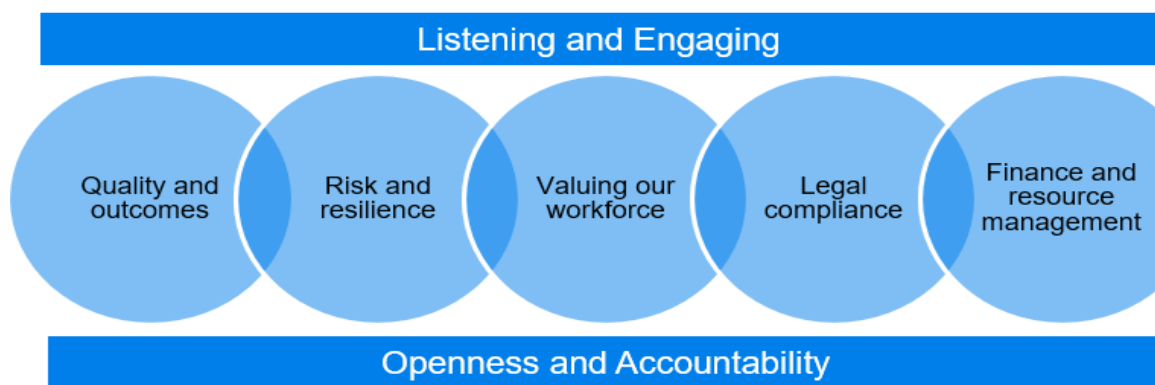 Listening and Engaging
Quality and
outcomes
Risk and
resilience
Valuing our
workforce
Legal
compliance
Finance and
resource
management
Openness and Accountability